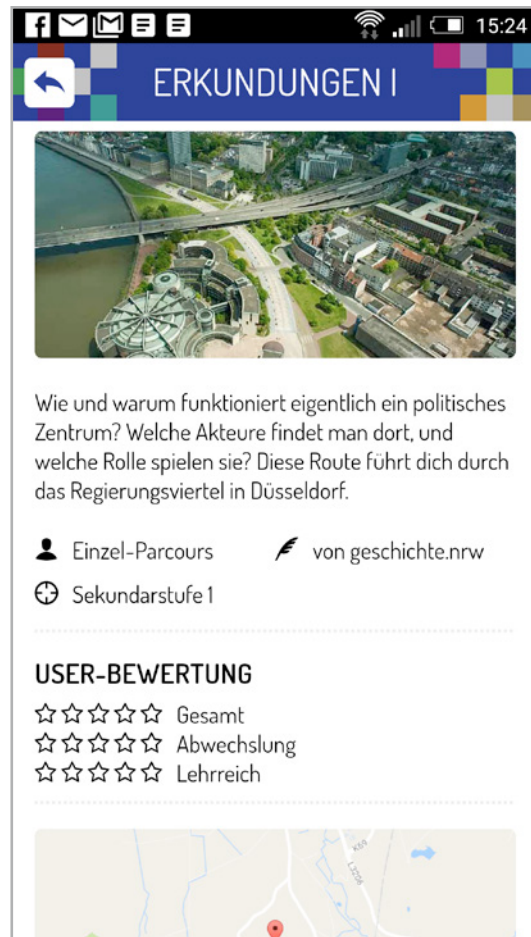 15:24
ERKUNDUNGEN I
Wie und warum funktioniert eigentlich ein politisches
Zentrum? Welche Akteure findet man dort, und
welche Rolle spielen sie? Diese Route führt dich durch
das Regierungsviertel in Düsseldorf.
Einzel-Parcours
von geschichte.nrw
Sekundarstufe 1
USER-BEWERTUNG
Gesamt
Abwechslung
Lehrreich
K69
L3206